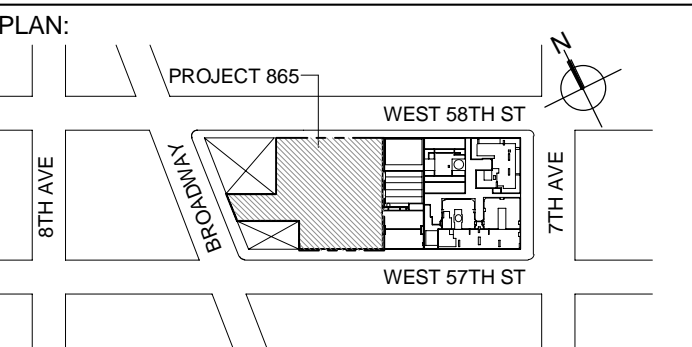 PLAN:
N
PROJECT 865
WEST 58TH ST
8TH AVE
BROADWAY
7TH AVE
WEST 57TH ST